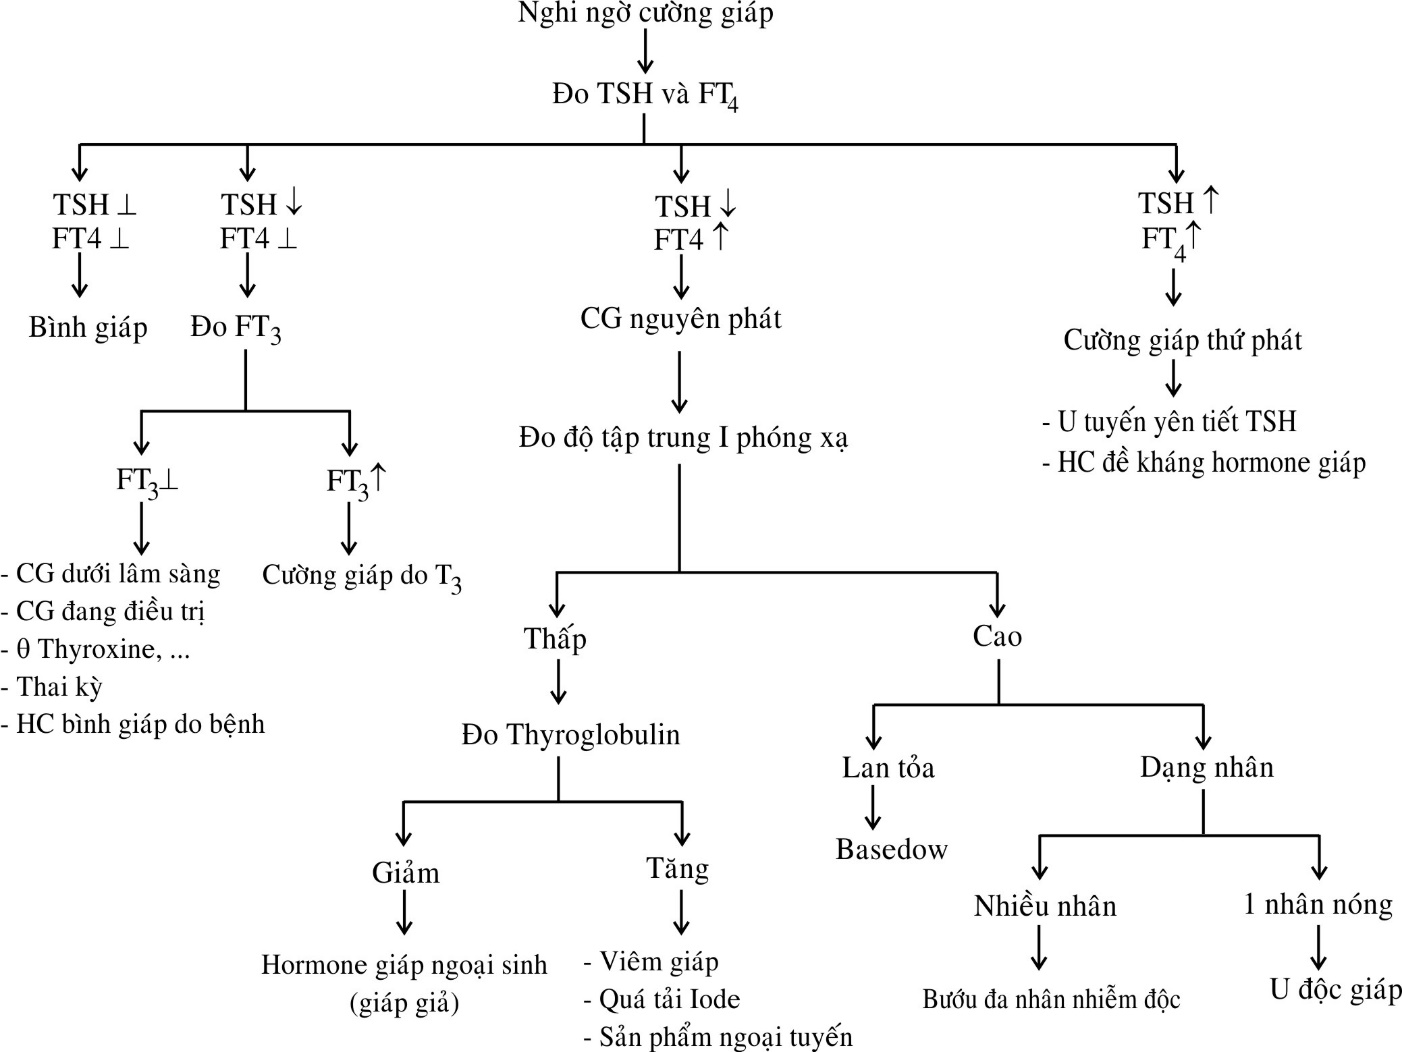 Nghi ngờ cường giáp
Đo TSH và FT4
TSH ⊥
FT4 ⊥
TSH ↓
FT4 ⊥
TSH ↓
FT4 ↑
TSH ↑
FT4↑
Bình giáp
Đo FT3
CG nguyên phát
Cường giáp thứ phát
- U tuyến yên tiết TSH
- HC đề kháng hormone giáp
Đo độ tập trung I phóng xạ
FT3⊥
FT3↑
- CG dưới lâm sàng
- CG đang điều trị
- θ Thyroxine, ...
- Thai kỳ
- HC bình giáp do bệnh
Cường giáp do T3
Thấp
Cao
Đo Thyroglobulin
Lan tỏa
Dạng nhân
Basedow
Giảm
Tăng
Nhiều nhân
1 nhân nóng
Hormone giáp ngoại sinh
(giáp giả)
- Viêm giáp
- Quá tải Iode
- Sản phẩm ngoại tuyến
Bướu đa nhân nhiễm độc
U độc giáp